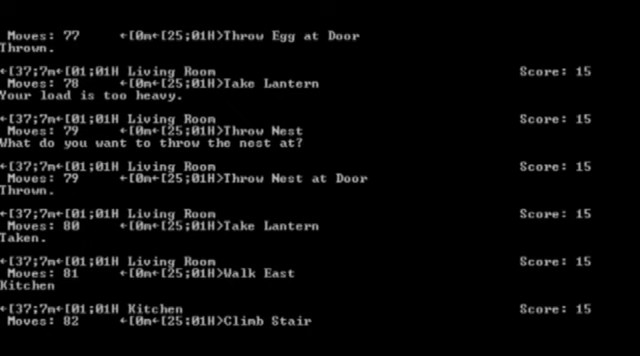 Moves: 77     ←[0m←[25;01H>Throw Egg at Door
Thrown.
←[37;7m←[01;01H Living Room                                        Score: 15
Moves: 78     ←[0m←[25;01H>Take Lantern
Your load is too heavy.
←[37;7m←[01;01H Living Room                                        Score: 15
Moves: 79     ←[0m←[25;01H>Throw Nest
What do you want to throw the nest at?
←[37;7m←[01;01H Living Room                                        Score: 15
Moves: 79     ←[0m←[25;01H>Throw Nest at Door
Thrown.
←[37;7m←[01;01H Living Room                                        Score: 15
Moves: 80     ←[0m←[25;01H>Take Lantern
Taken.
←[37;7m←[01;01H Living Room                                        Score: 15
Moves: 81     ←[0m←[25;01H>Walk East
Kitchen
←[37;7m←[01;01H Kitchen                                            Score: 15
Moves: 82     ←[0m←[25;01H>Climb Stair